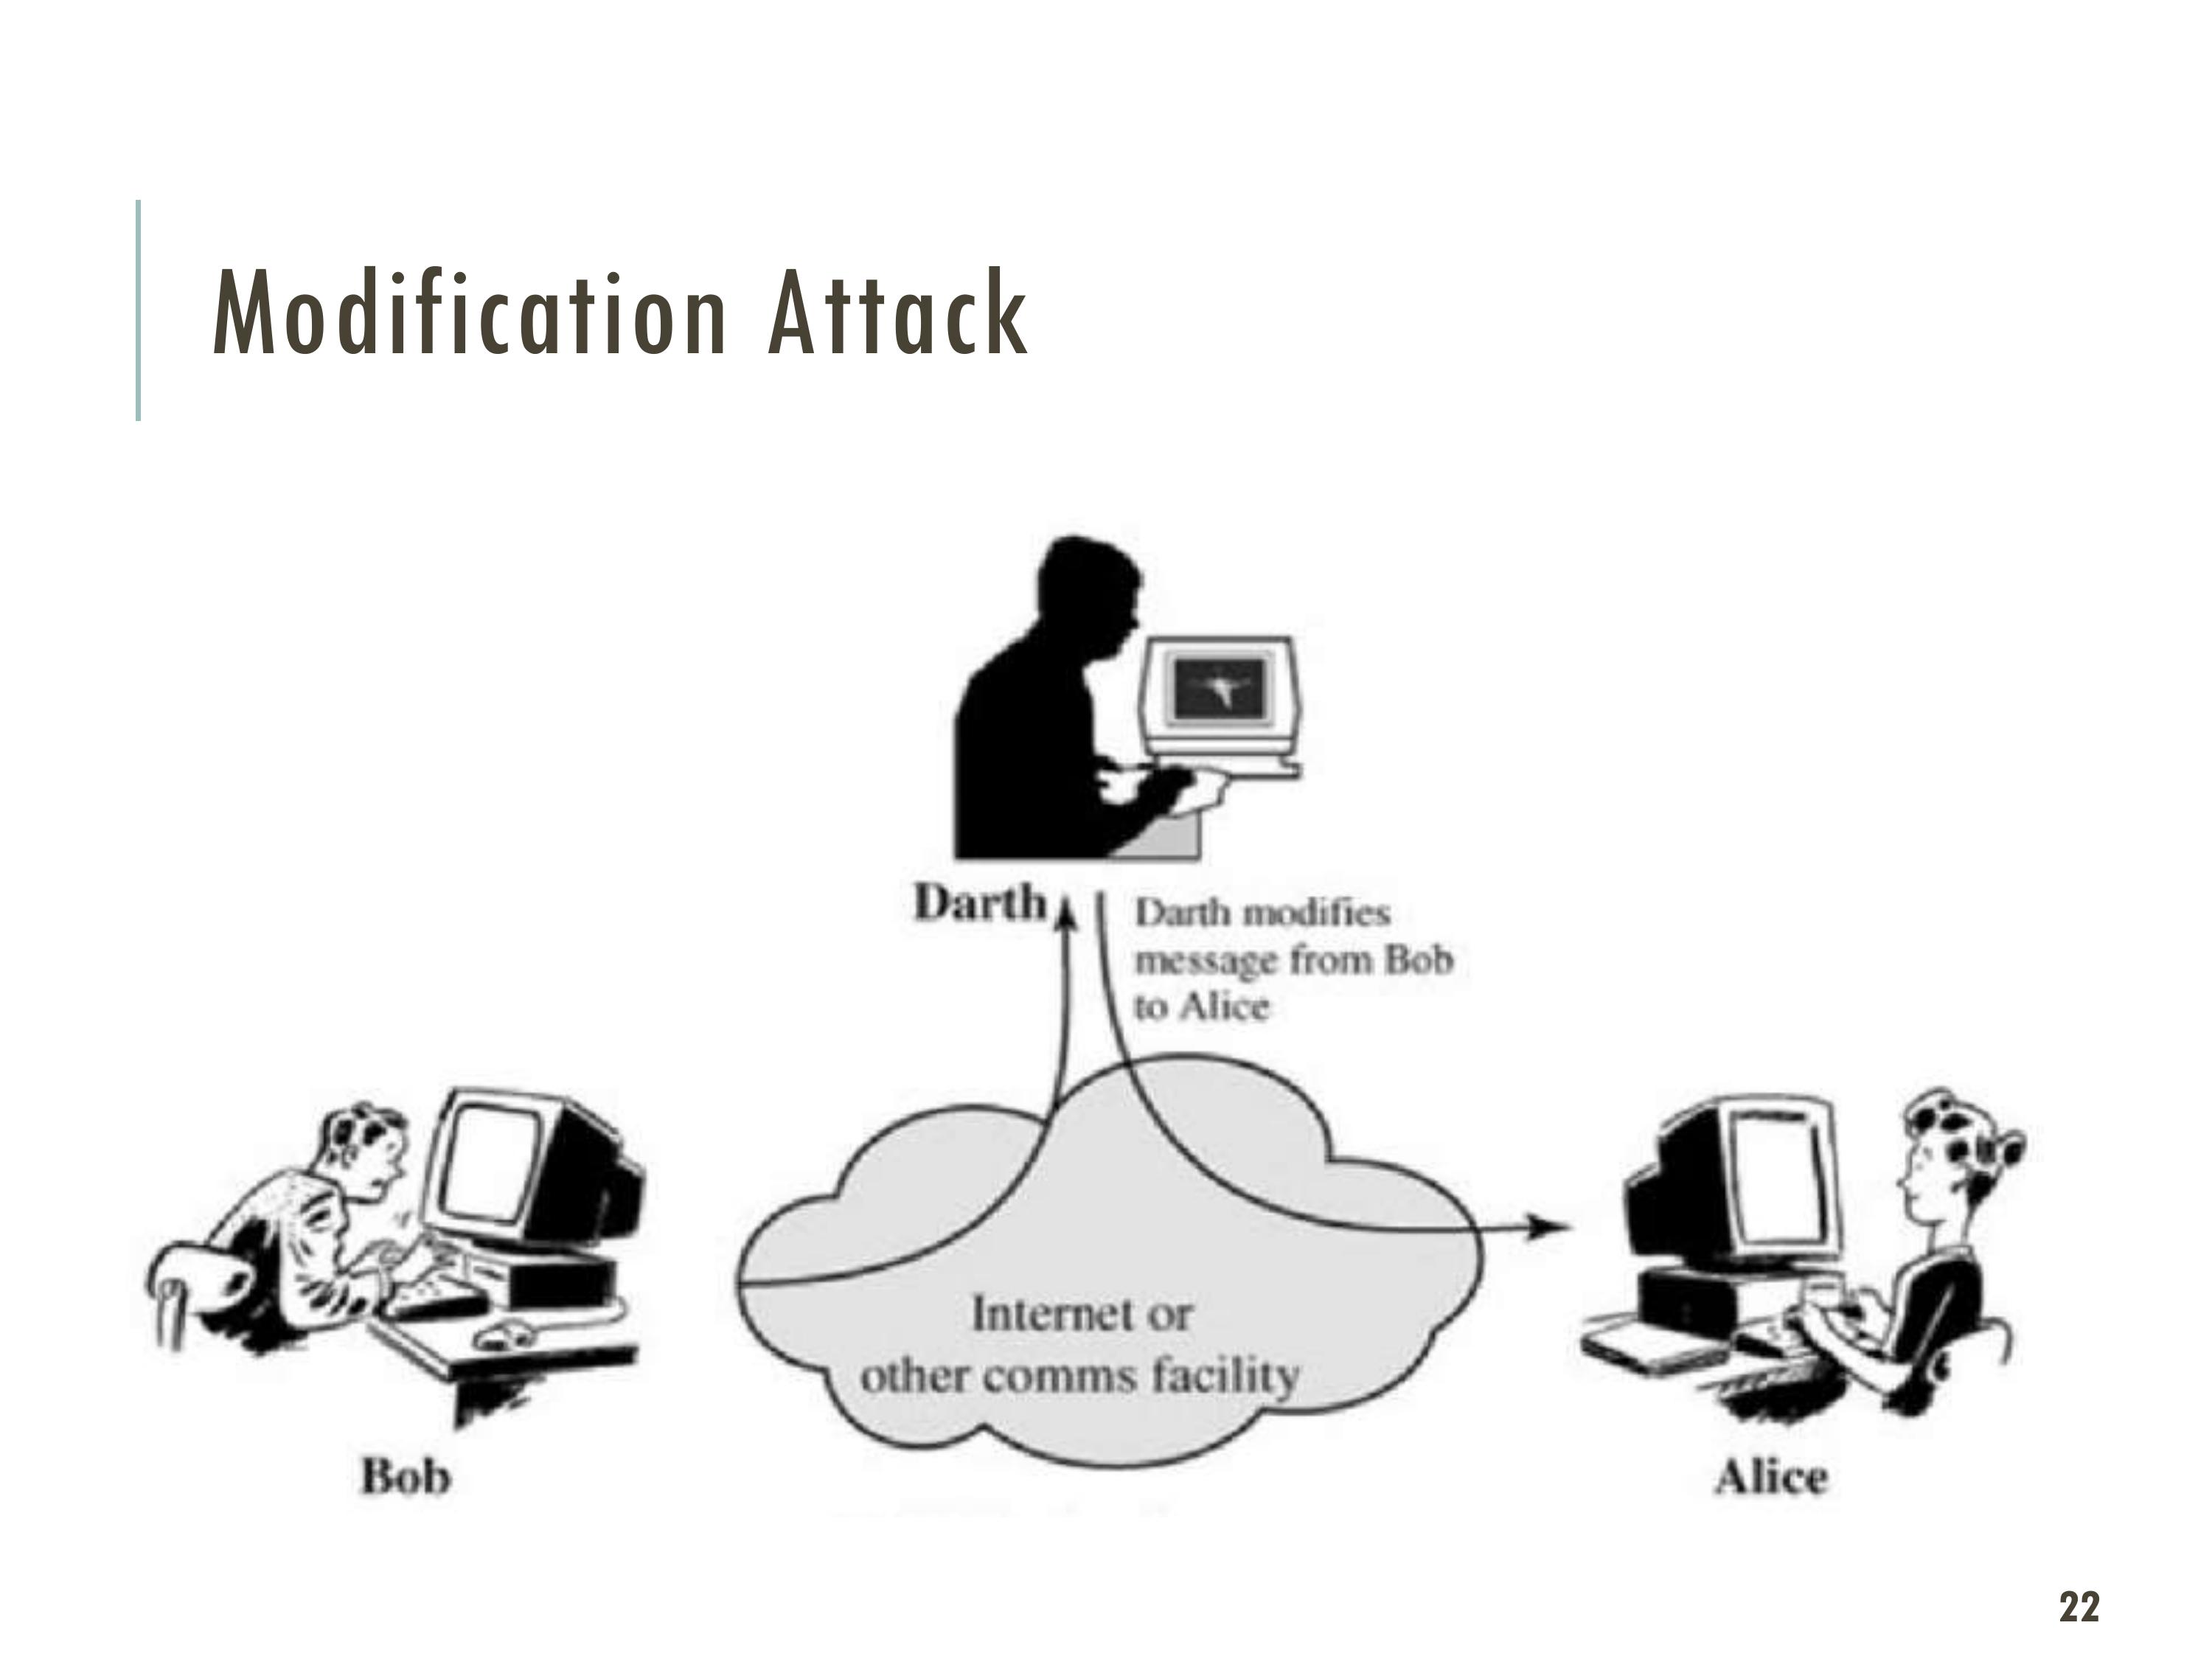 Modification Attack
Darth
Darth modifies
message from Bob
to Alice
Internet or
other comms facility
Bob
Alice
22